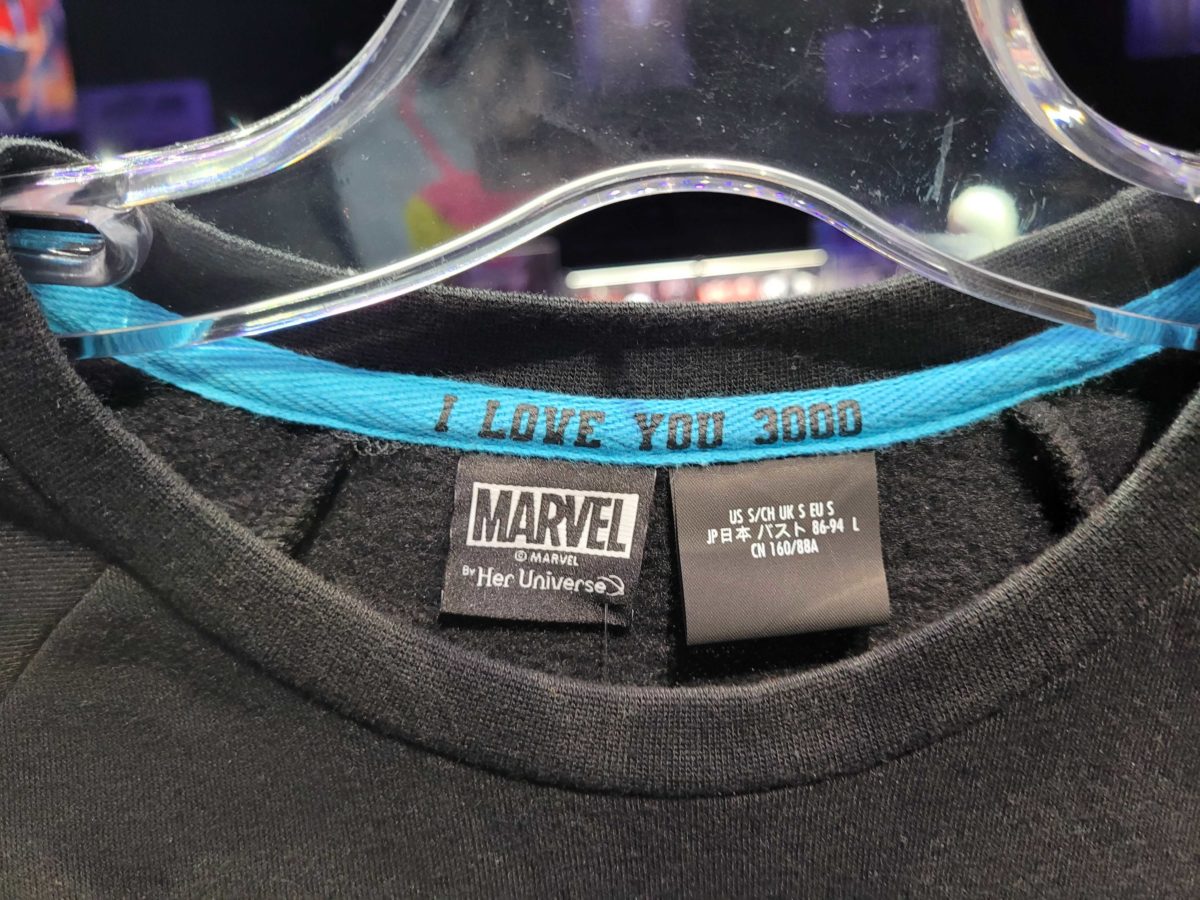 I LOVE YOU 3000
MARVEL
© MARVEL
BY Her Universe
US S/CH UK S EU S
JP日本 バスト 86-94 L
CN 160/88A